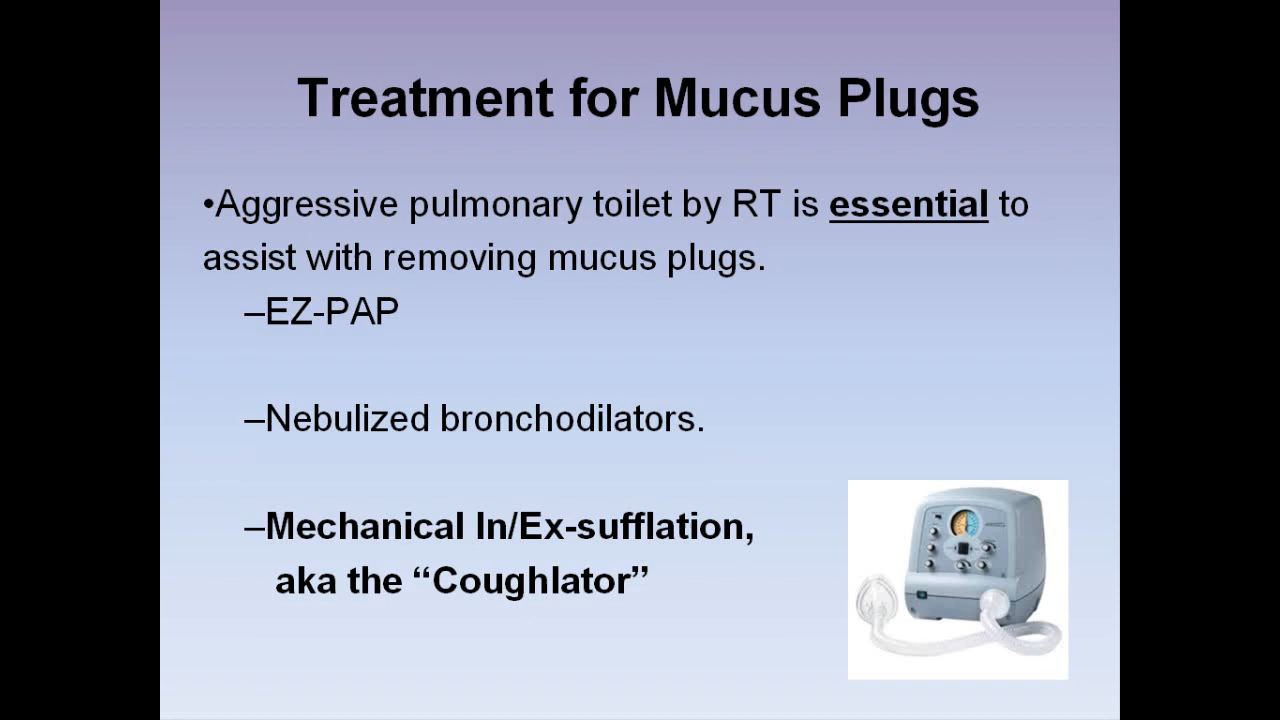 Treatment for Mucus Plugs
•Aggressive pulmonary toilet by RT is essential to
assist with removing mucus plugs.
–EZ-PAP
–Nebulized bronchodilators.
–Mechanical In/Ex-sufflation,
aka the “Coughlator”